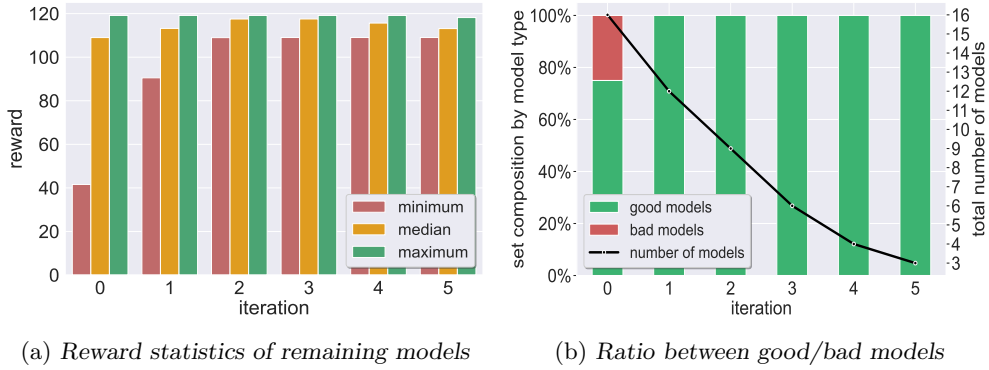 120
100
80
60
40
20
0
reward
0 1 2 3 4 5
iteration
minimum
median
maximum
(a) Reward statistics of remaining models
100%
80%
60%
40%
20%
0%
set composition by model type
0 1 2 3 4 5
iteration
good models
bad models
number of models
16
15
14
13
12
11
10
9
8
7
6
5
4
3
total number of models
(b) Ratio between good/bad models